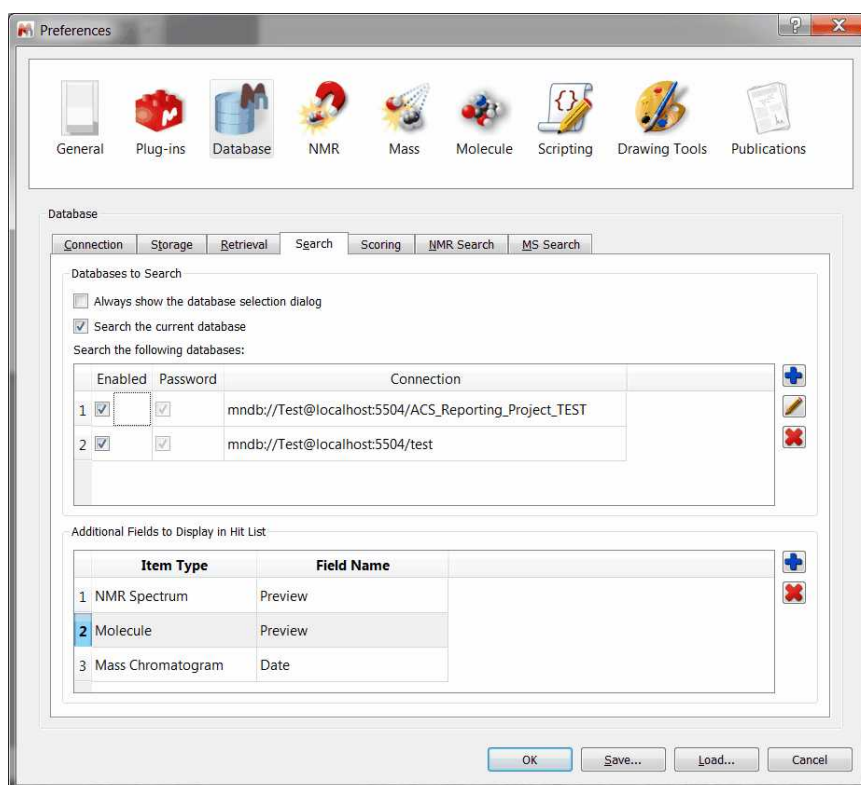 Preferences
General Plug-ins Database NMR Mass Molecule Scripting Drawing Tools Publications
Database
Connection Storage Retrieval Search Scoring NMR Search MS Search
Databases to Search
Always show the database selection dialog
Search the current database
Search the following databases:
Enabled Password Connection
1 mndb://Test@localhost:5504/ACS_Reporting_Project_TEST
2 mndb://Test@localhost:5504/test
Additional Fields to Display in Hit List
Item Type Field Name
1 NMR Spectrum Preview
2 Molecule Preview
3 Mass Chromatogram Date
OK Save... Load... Cancel